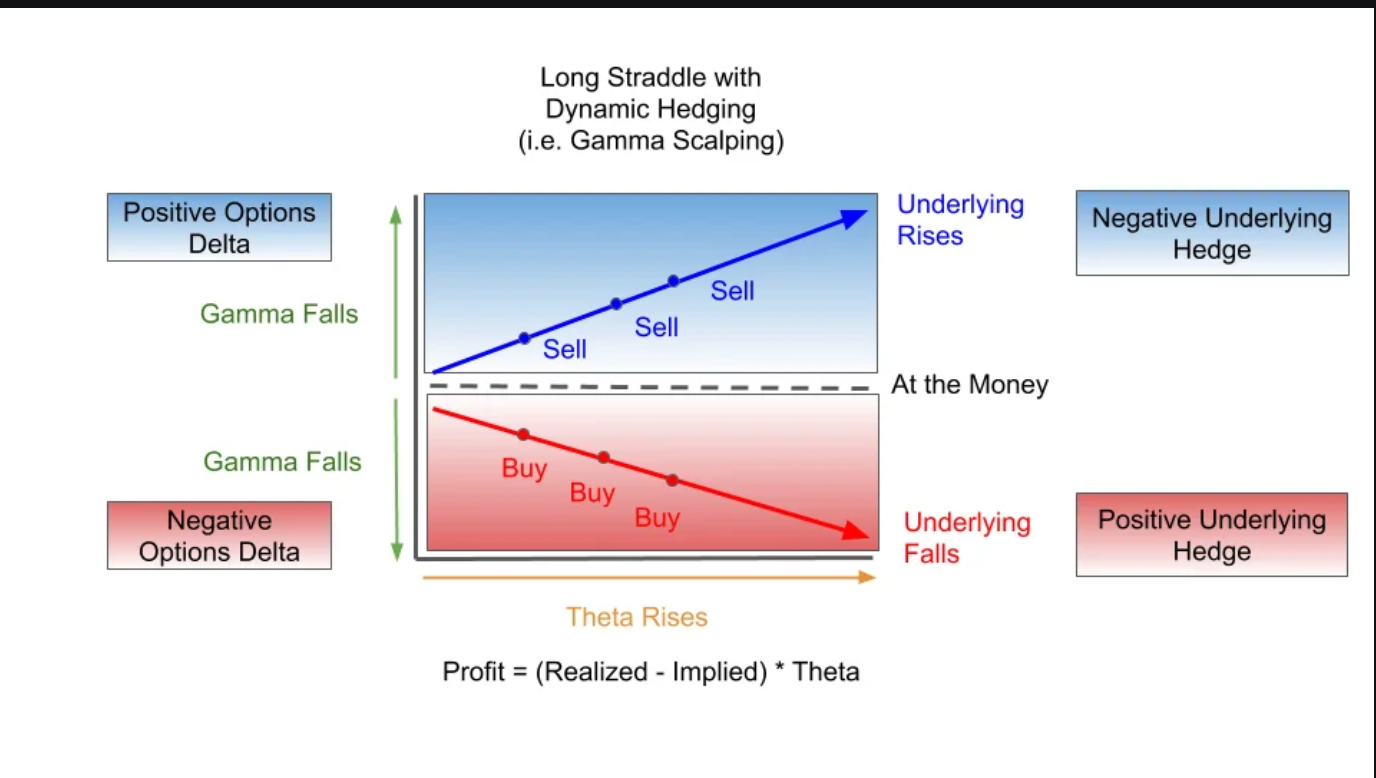 Long Straddle with
Dynamic Hedging
(i.e. Gamma Scalping)
Positive Options
Delta
Underlying
Rises
Negative Underlying
Hedge
Gamma Falls
Sell
Sell
Sell
At the Money
Gamma Falls
Buy
Buy
Buy
Negative
Options Delta
Underlying
Falls
Positive Underlying
Hedge
Theta Rises
Profit = (Realized - Implied) * Theta